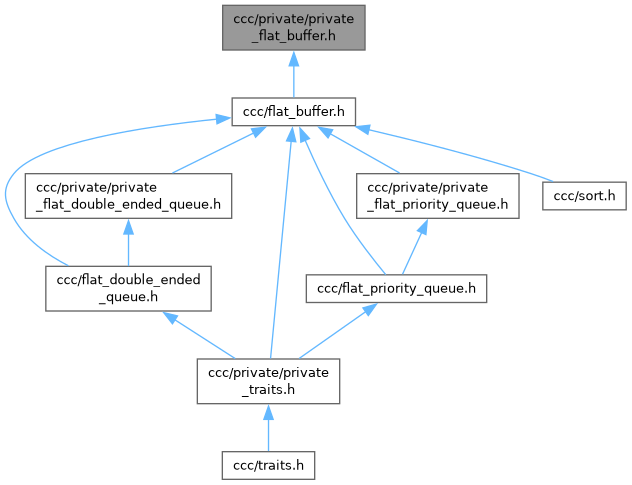 ccc/private/private
_flat_buffer.h
ccc/flat_buffer.h
ccc/private/private
_flat_double_ended_queue.h
ccc/private/private
_flat_priority_queue.h
ccc/sort.h
ccc/flat_double_ended
_queue.h
ccc/flat_priority_queue.h
ccc/private/private
_traits.h
ccc/traits.h